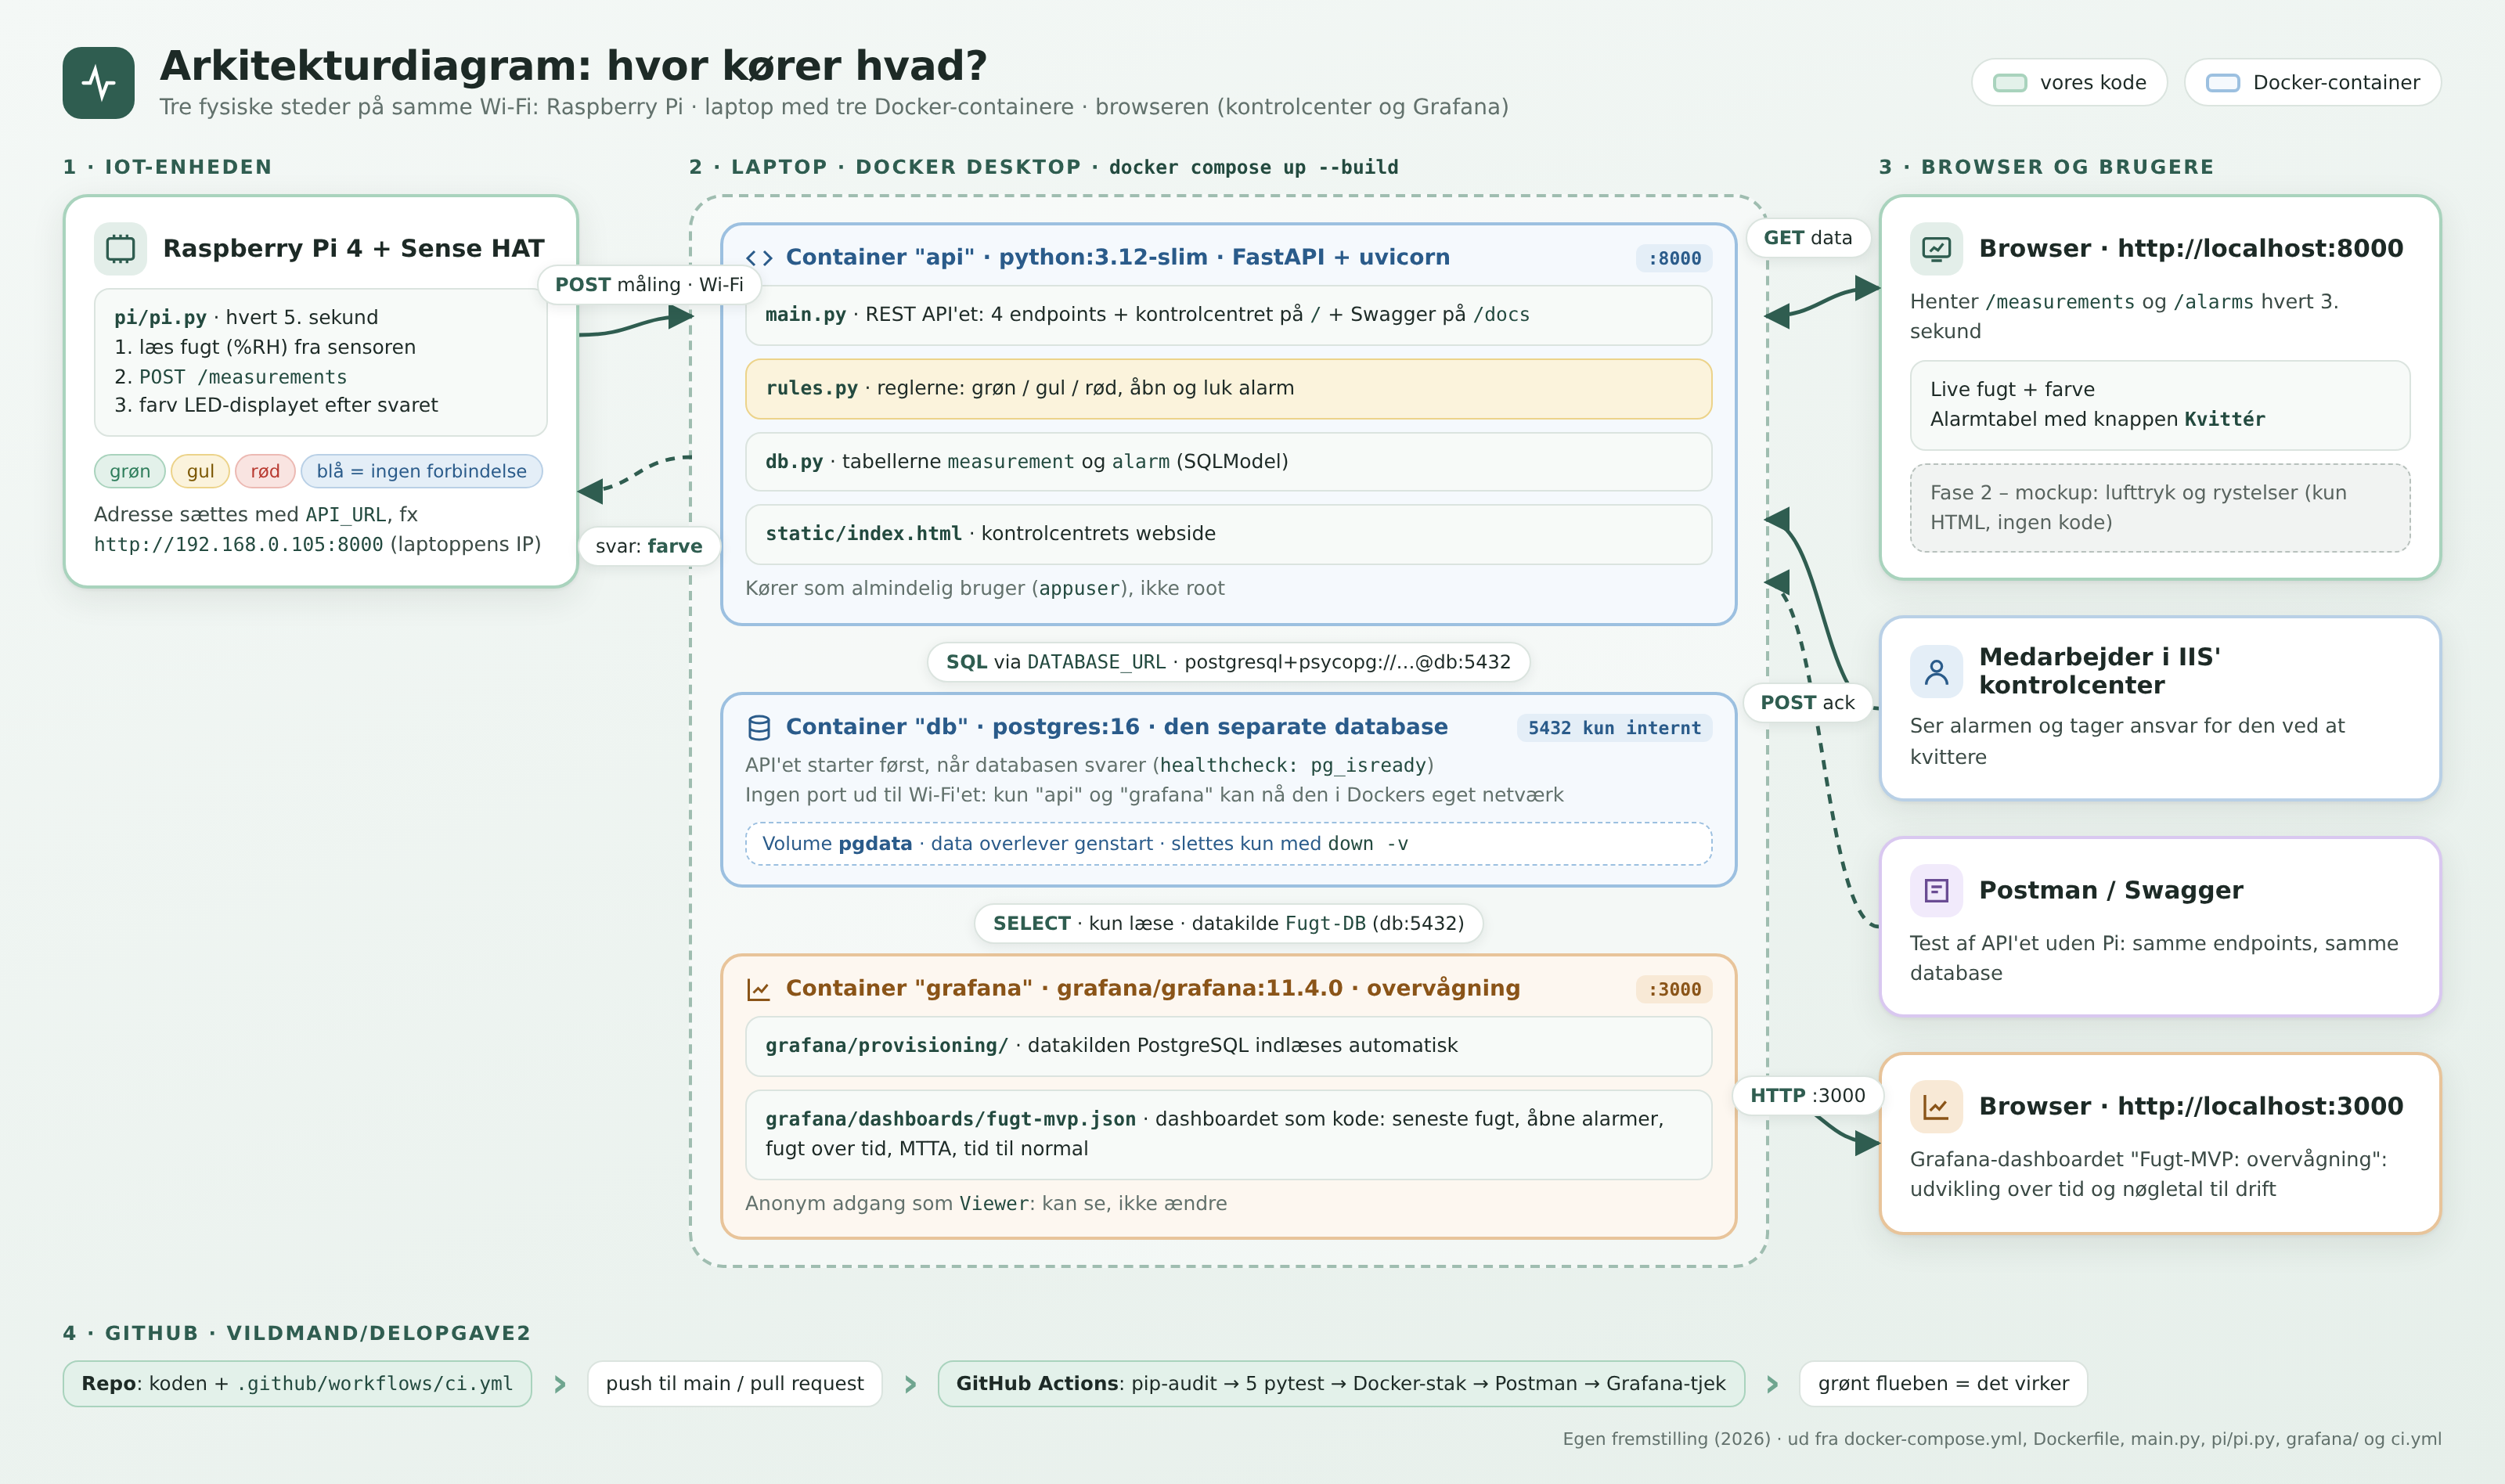 Arkitekturdiagram: hvor kører hvad?
Tre fysiske steder på samme Wi-Fi: Raspberry Pi · laptop med tre Docker-containere · browseren (kontrolcenter og Grafana)
vores kode
Docker-container
1 · IOT-ENHEDEN
Raspberry Pi 4 + Sense HAT
pi/pi.py · hvert 5. sekund
1. læs fugt (%RH) fra sensoren
2. POST /measurements
3. farv LED-displayet efter svaret
grøn
gul
rød
blå = ingen forbindelse
Adresse sættes med API_URL, fx
http://192.168.0.105:8000 (laptoppens IP)
POST måling · Wi-Fi
svar: farve
2 · LAPTOP · DOCKER DESKTOP · docker compose up --build
Container "api" · python:3.12-slim · FastAPI + uvicorn
:8000
main.py · REST API'et: 4 endpoints + kontrolcentret på / + Swagger på /docs
rules.py · reglerne: grøn / gul / rød, åbn og luk alarm
db.py · tabellerne measurement og alarm (SQLModel)
static/index.html · kontrolcentrets webside
Kører som almindelig bruger (appuser), ikke root
SQL via DATABASE_URL · postgresql+psycopg://...@db:5432
Container "db" · postgres:16 · den separate database
5432 kun internt
API'et starter først, når databasen svarer (healthcheck: pg_isready)
Ingen port ud til Wi-Fi'et: kun "api" og "grafana" kan nå den i Dockers eget netværk
Volume pgdata · data overlever genstart · slettes kun med down -v
SELECT · kun læse · datakilde Fugt-DB (db:5432)
Container "grafana" · grafana/grafana:11.4.0 · overvågning
:3000
grafana/provisioning/ · datakilden PostgreSQL indlæses automatisk
grafana/dashboards/fugt-mvp.json · dashboardet som kode: seneste fugt, åbne alarmer,
fugt over tid, MTTA, tid til normal
Anonym adgang som Viewer: kan se, ikke ændre
GET data
POST ack
HTTP :3000
3 · BROWSER OG BRUGERE
Browser · http://localhost:8000
Henter /measurements og /alarms hvert 3.
sekund
Live fugt + farve
Alarmtabel med knappen Kvittér
Fase 2 – mockup: lufttryk og rystelser (kun
HTML, ingen kode)
Medarbejder i IIS'
kontrolcenter
Ser alarmen og tager ansvar for den ved at
kvittere
Postman / Swagger
Test af API'et uden Pi: samme endpoints, samme
database
Browser · http://localhost:3000
Grafana-dashboardet "Fugt-MVP: overvågning":
udvikling over tid og nøgletal til drift
4 · GITHUB · VILDMAND/DELOPGAVE2
Repo: koden + .github/workflows/ci.yml
push til main / pull request
GitHub Actions: pip-audit → 5 pytest → Docker-stak → Postman → Grafana-tjek
grønt flueben = det virker
Egen fremstilling (2026) · ud fra docker-compose.yml, Dockerfile, main.py, pi/pi.py, grafana/ og ci.yml